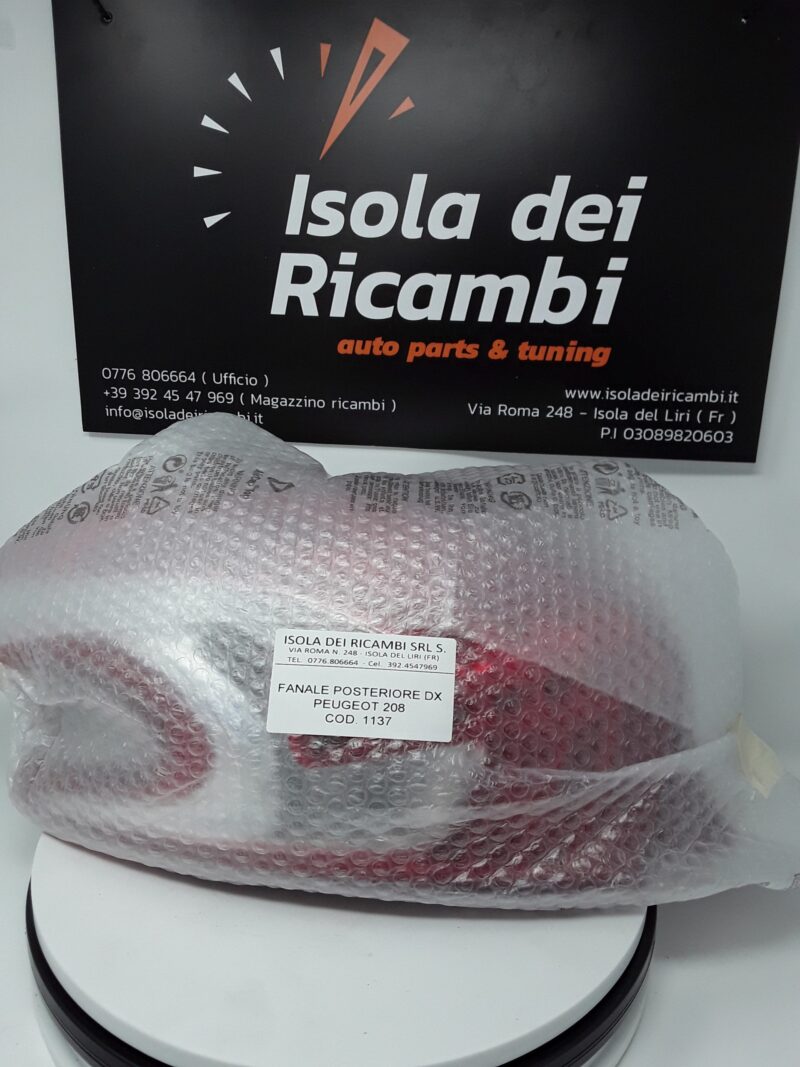 Isola dei
Ricambi
auto parts & tuning
0776 806664 ( Ufficio )
+39 392 45 47 969 ( Magazzino ricambi )
www.isoladeiricambi.it
Via Roma 248 - Isola del Liri ( Fr )
P.I 03089820603
ISOLA DEI RICAMBI SRL S.
VIA ROMA N. 248 - ISOLA DEL LIRI (FR)
TEL. 0776.806664 - Cel. 392.4547969
FANALE POSTERIORE DX
PEUGEOT 208
COD. 1137